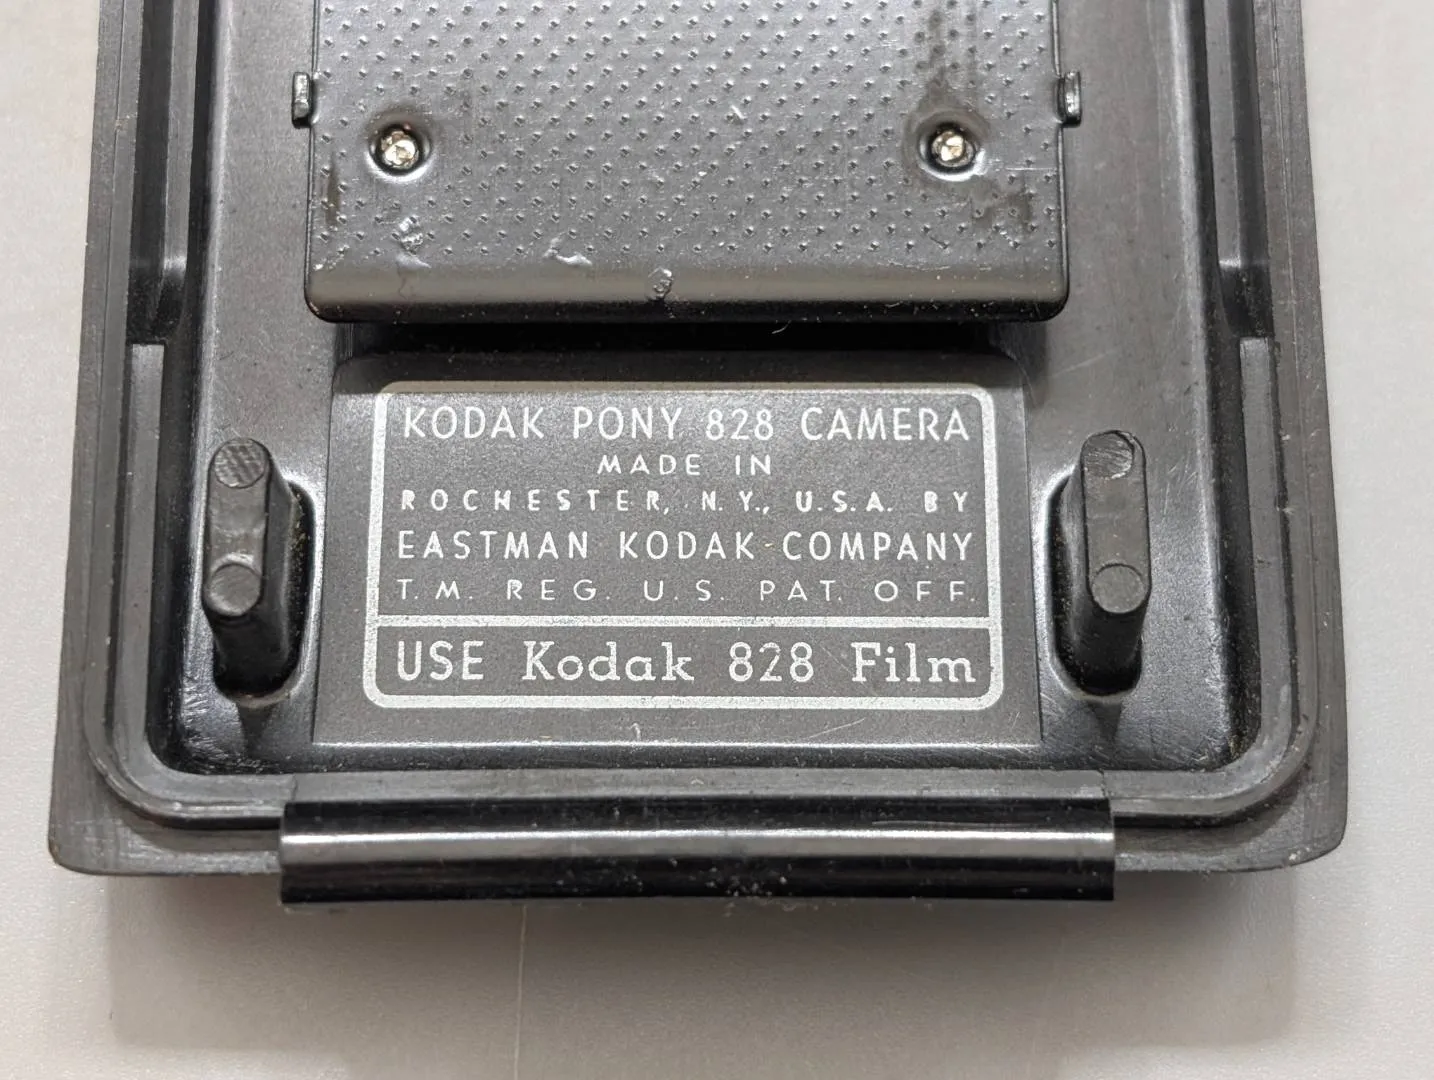 KODAK PONY 828 CAMERA
MADE IN
ROCHESTER, N.Y., U.S.A. BY
EASTMAN KODAK COMPANY
T.M. REG. U.S. PAT. OFF.
USE Kodak 828 Film